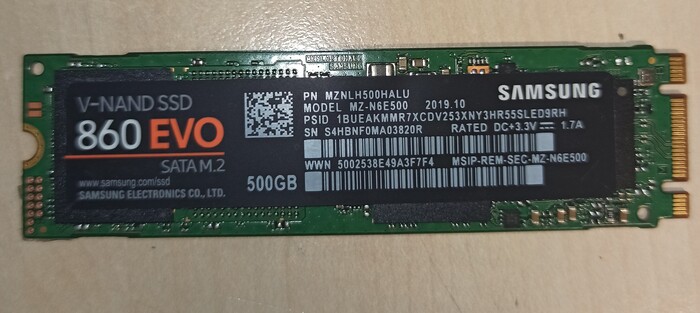 V-NAND SSD
860 EVO
SATA M.2
www.samsung.com/ssd
SAMSUNG ELECTRONICS CO., LTD.
500GB
PN MZNLH500HALU
MODEL MZ-N6E500 2019.10
PSID 1BUEAKMMR7XCDV253XNY3HR55SLED9RH
SN S4HBNF0MA03820R RATED DC+3.3V 1.7A
WWN 5002538E49A3F7F4 MSIP-REM-SEC-MZ-N6E500
SAMSUNG
SAMSUNG